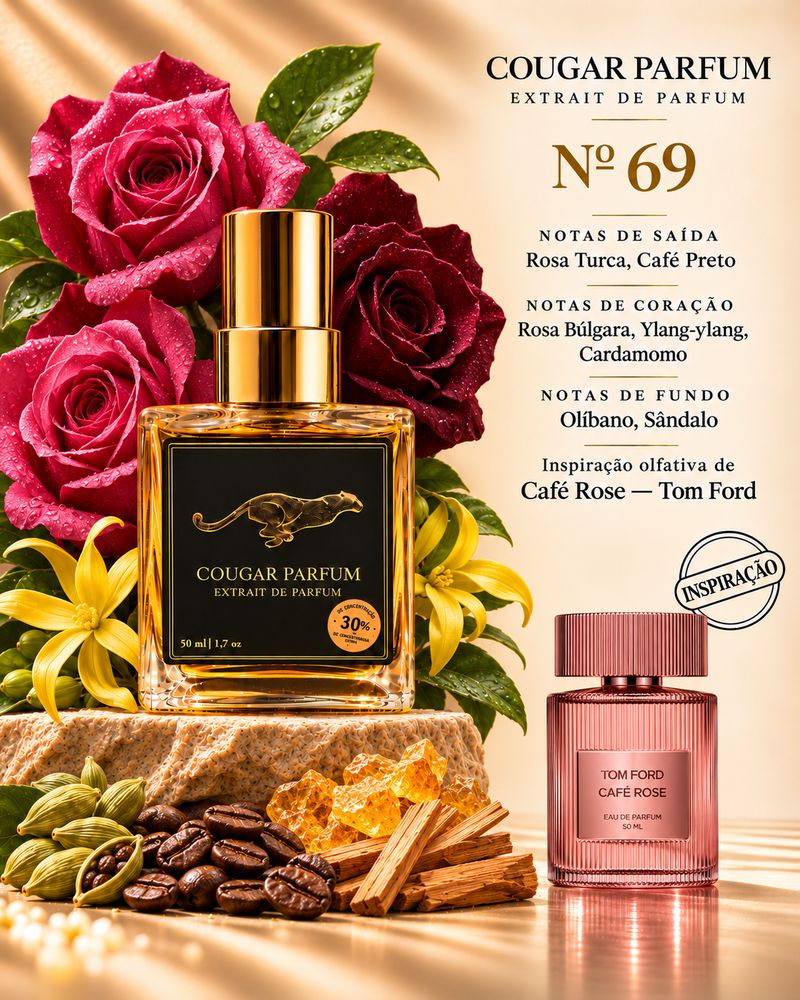 COUGAR PARFUM
EXTRAIT DE PARFUM
Nº 69
NOTAS DE SAÍDA
Rosa Turca, Café Preto
NOTAS DE CORAÇÃO
Rosa Búlgara, Ylang-ylang,
Cardamomo
NOTAS DE FUNDO
Olíbano, Sândalo
Inspiração olfativa de
Café Rose — Tom Ford
INSPIRAÇÃO
COUGAR PARFUM
EXTRAIT DE PARFUM
50 ml | 1,7 oz
DE CONCENTRAÇÃO
30%
TOM FORD
CAFÉ ROSE
EAU DE PARFUM
50 ML